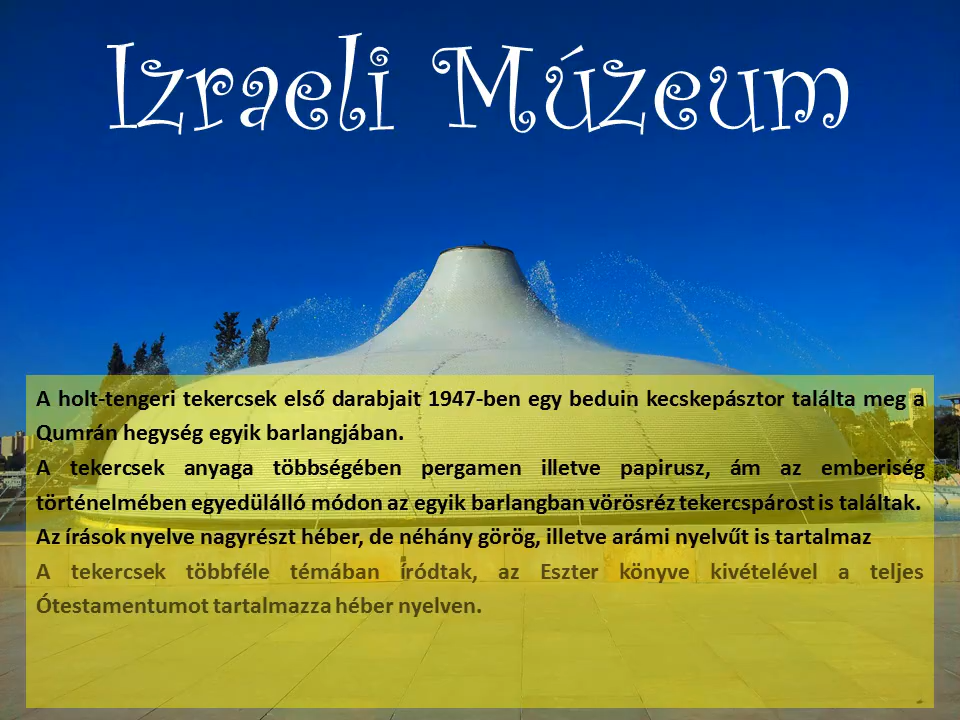 Izraeli Múzeum
A holt-tengeri tekercsek első darabjait 1947-ben egy beduin kecskepásztor találta meg a
Qumrán hegység egyik barlangjában.
A tekercsek anyaga többségében pergamen illetve papirusz, ám az emberiség
történelmében egyedülálló módon az egyik barlangban vörösréz tekercspárost is találtak.
Az írások nyelve nagyrészt héber, de néhány görög, illetve arámi nyelvűt is tartalmaz
A tekercsek többféle témában íródtak, az Eszter könyve kivételével a teljes
Ótestamentumot tartalmazza héber nyelven.